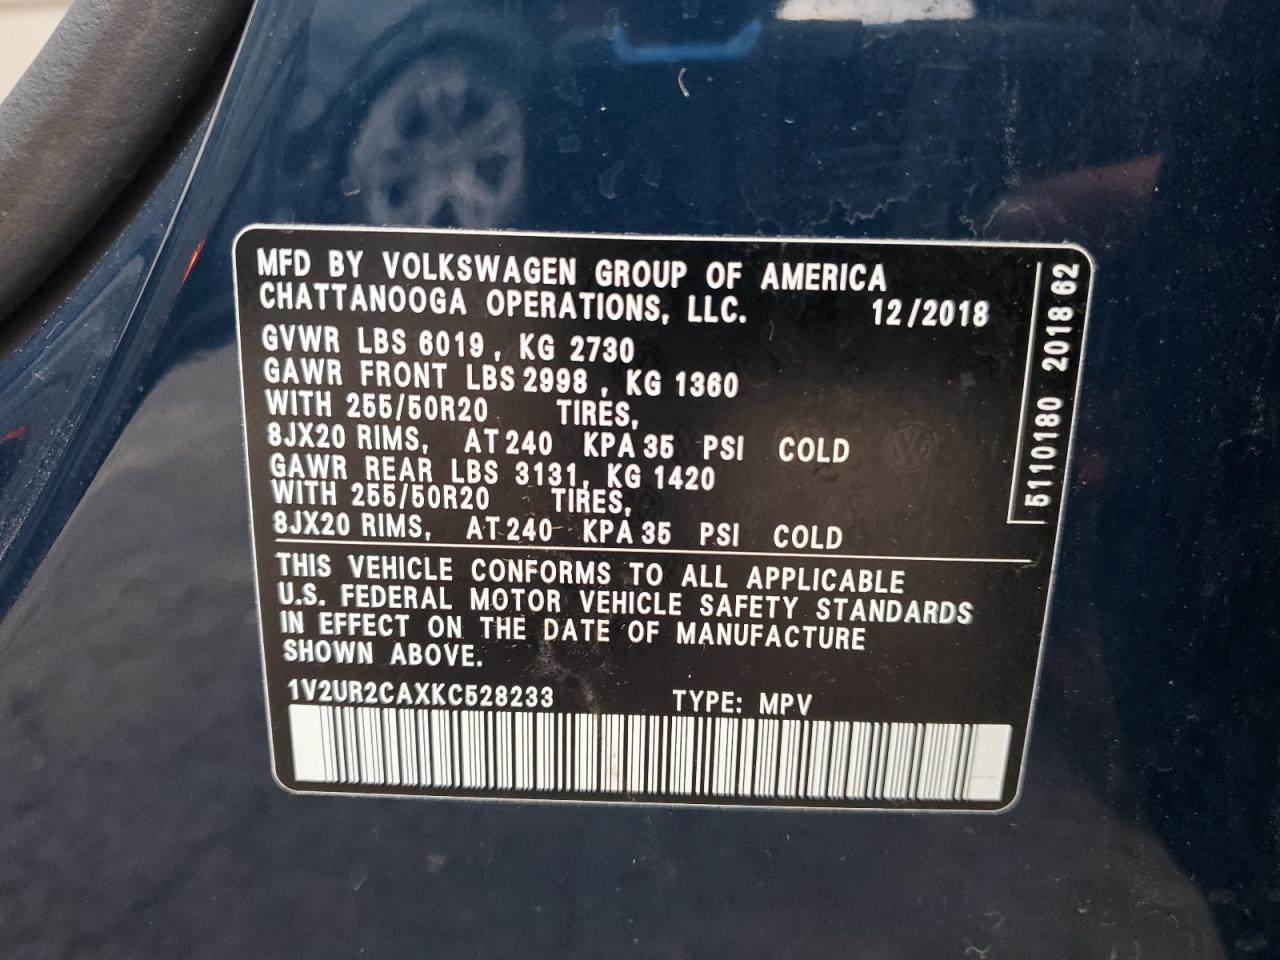 MFD BY VOLKSWAGEN GROUP OF AMERICA
CHATTANOOGA OPERATIONS, LLC. 12/2018
GVWR LBS 6019, KG 2730
GAWR FRONT LBS 2998, KG 1360
WITH 255/50R20 TIRES,
8JX20 RIMS, AT 240 KPA 35 PSI COLD
GAWR REAR LBS 3131, KG 1420
WITH 255/50R20 TIRES,
8JX20 RIMS, AT 240 KPA 35 PSI COLD
THIS VEHICLE CONFORMS TO ALL APPLICABLE
U.S. FEDERAL MOTOR VEHICLE SAFETY STANDARDS
IN EFFECT ON THE DATE OF MANUFACTURE
SHOWN ABOVE.
1V2UR2CAXKC528233 TYPE: MPV
5110180 2018 62